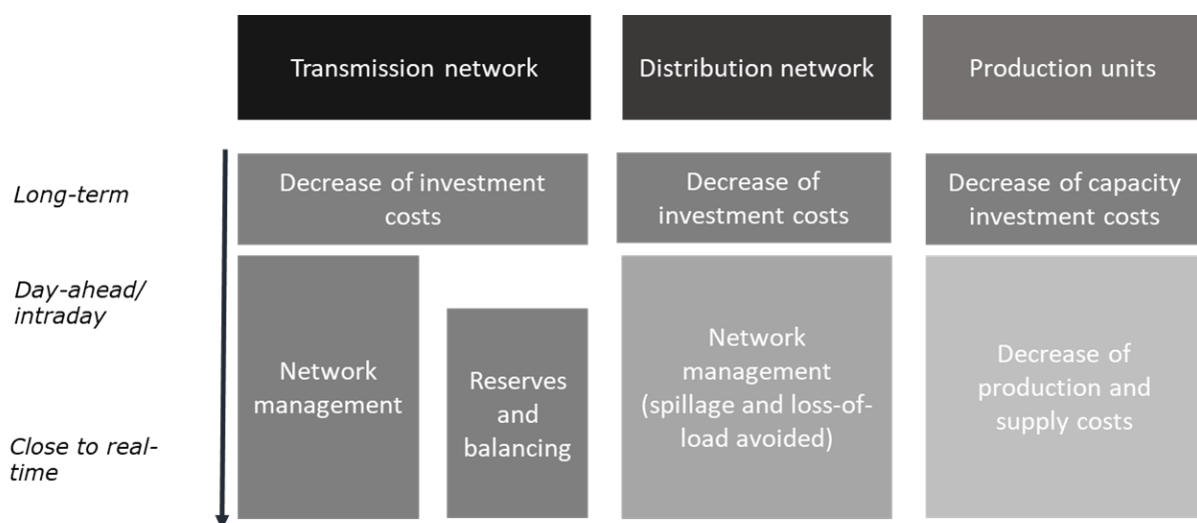 Transmission network
Distribution network
Production units
Long-term
Decrease of investment
costs
Decrease of
investment costs
Decrease of capacity
investment costs
Day-ahead/
intraday
Close to real-
time
Network
management
Reserves
and
balancing
Network
management
(spillage and loss-of-
load avoided)
Decrease of
production and
supply costs